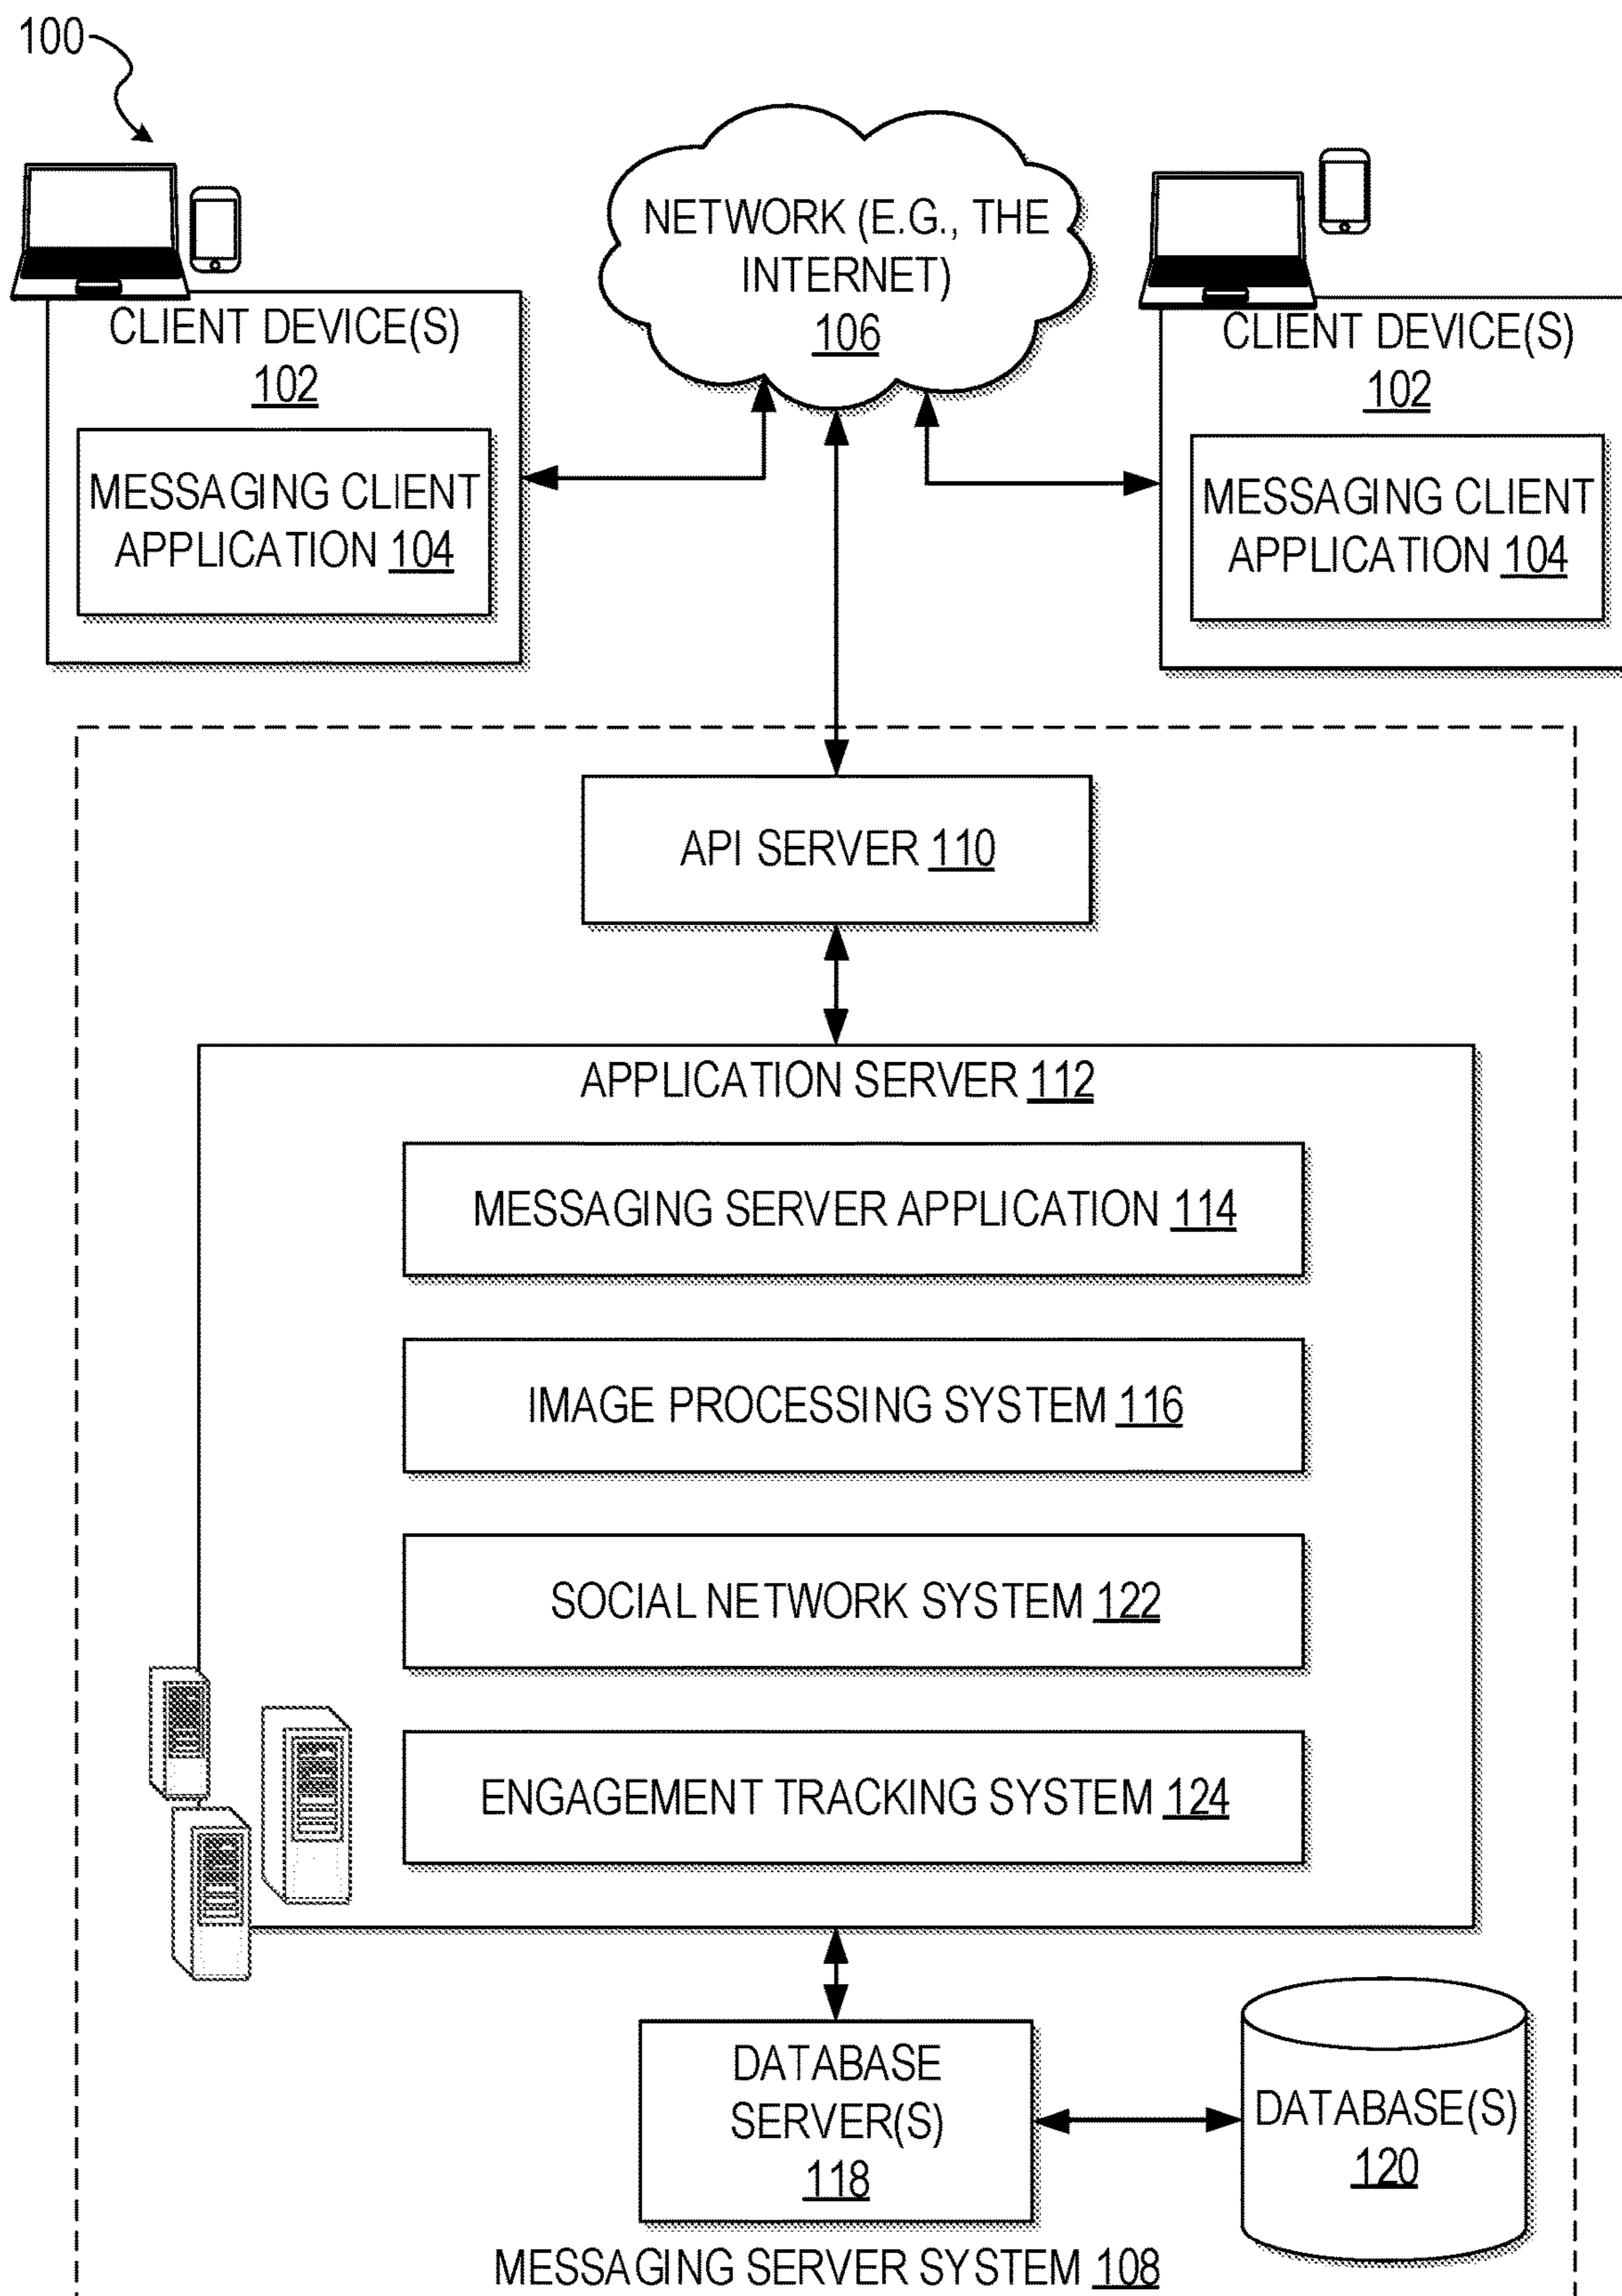 100
NETWORK (E.G., THE
INTERNET)
106
CLIENT DEVICE(S)
102
MESSAGING CLIENT
APPLICATION 104
CLIENT DEVICE(S)
102
MESSAGING CLIENT
APPLICATION 104
API SERVER 110
APPLICATION SERVER 112
MESSAGING SERVER APPLICATION 114
IMAGE PROCESSING SYSTEM 116
SOCIAL NETWORK SYSTEM 122
ENGAGEMENT TRACKING SYSTEM 124
DATABASE
SERVER(S)
118
DATABASE(S)
120
MESSAGING SERVER SYSTEM 108